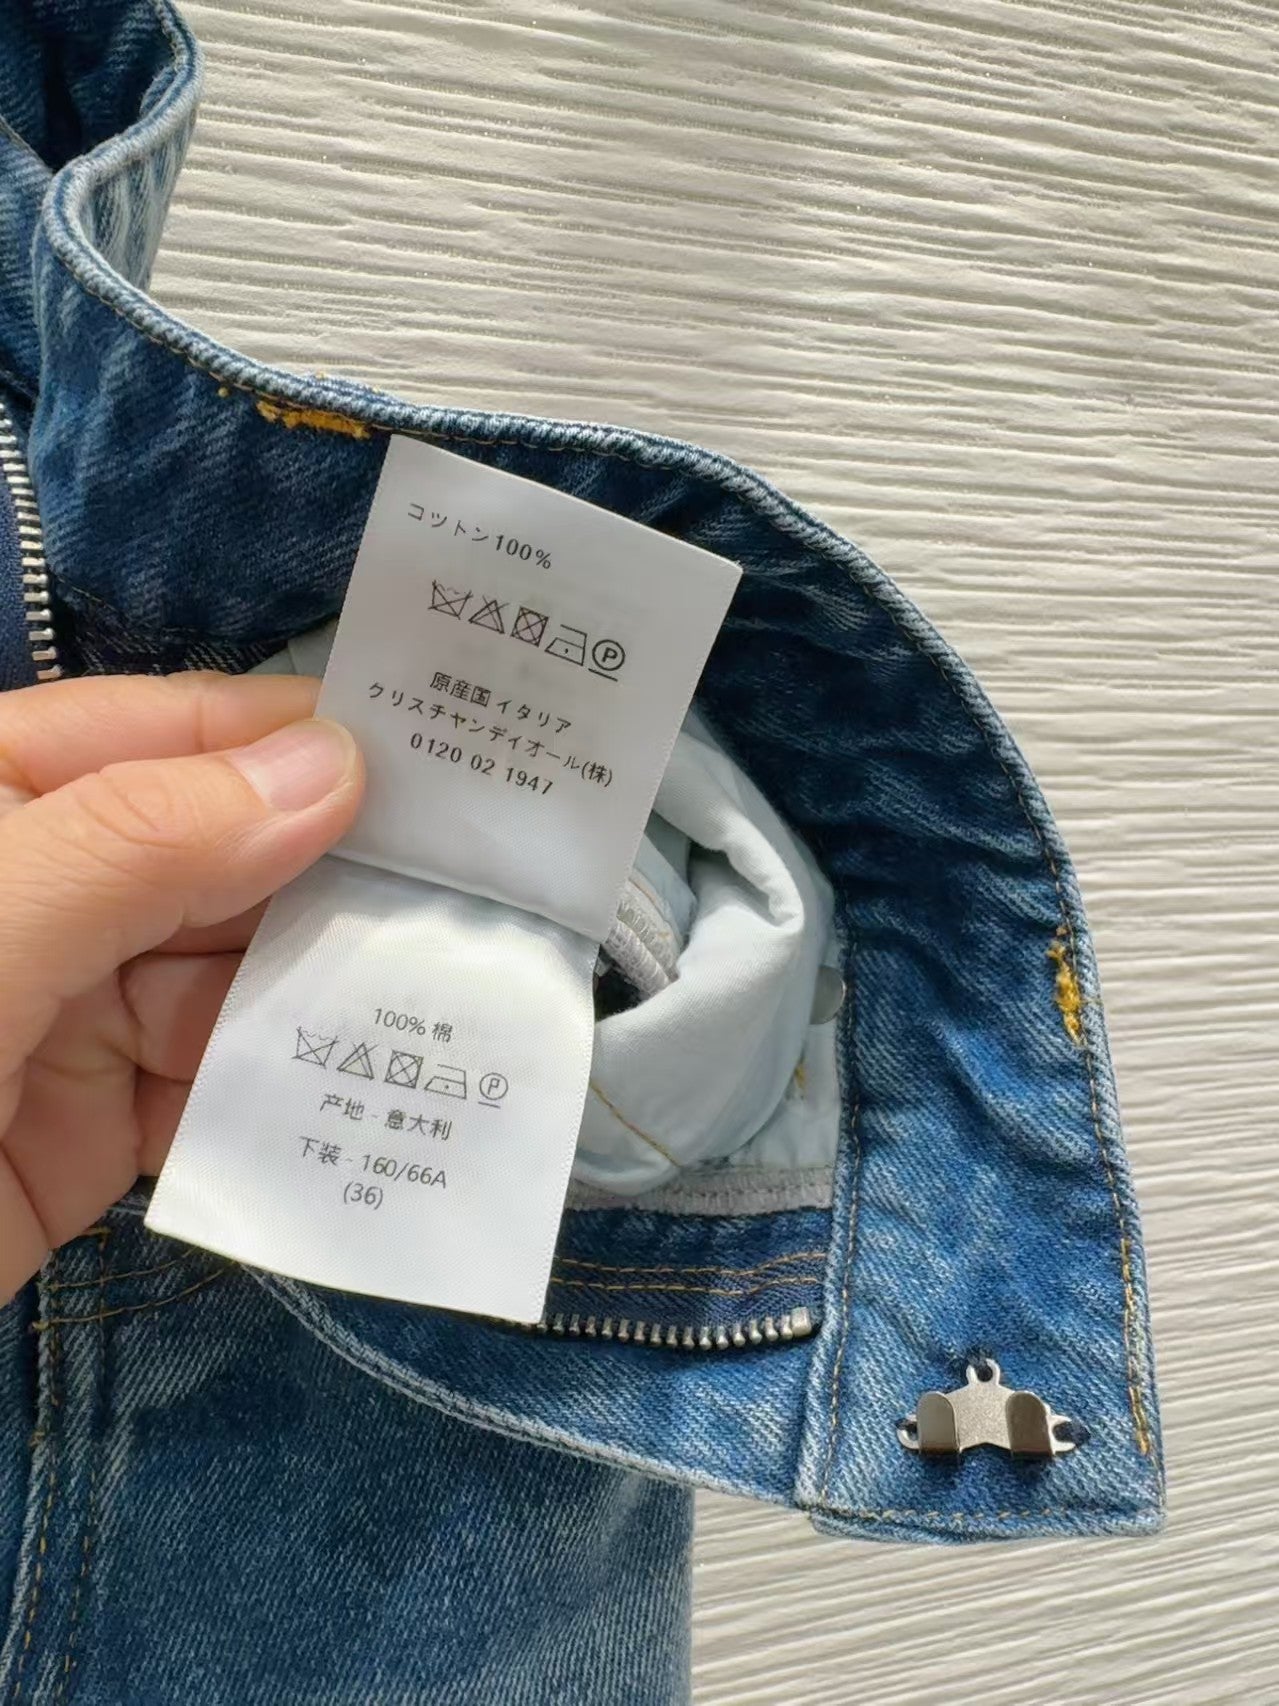 コットン100%
P
原産国 イタリア
クリスチャンディオール(株)
0120 02 1947
100% 棉
P
产地 - 意大利
下装 - 160/66A
(36)